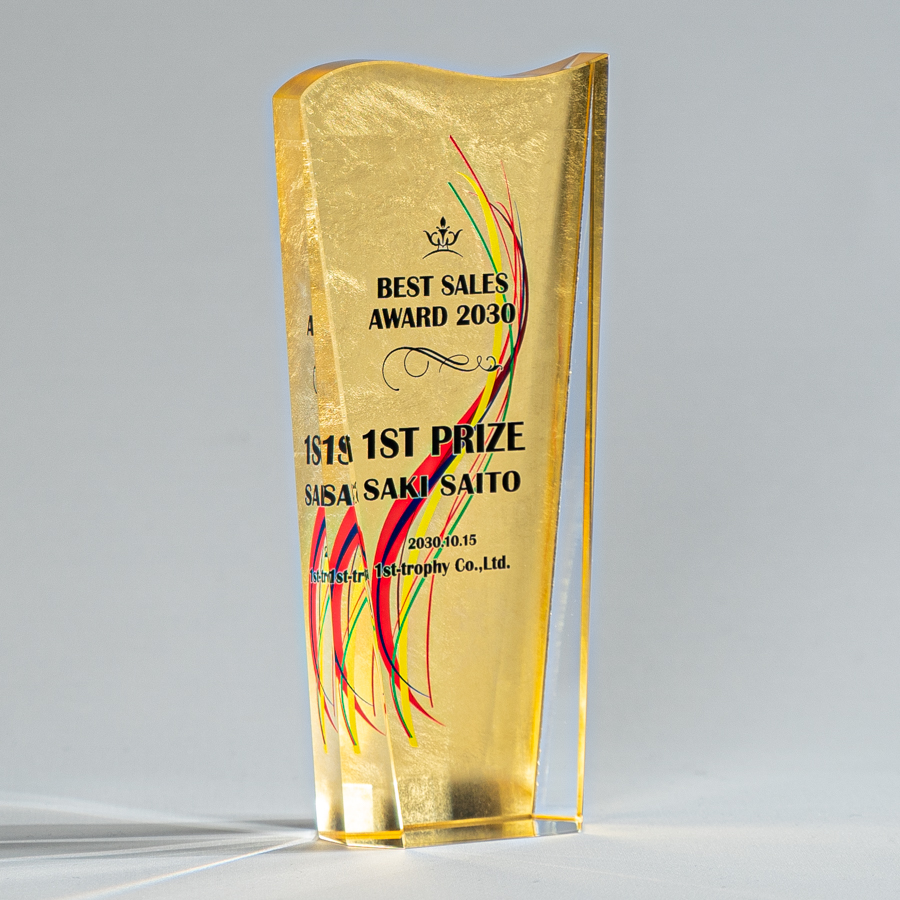 BEST SALES
AWARD 2030
1ST PRIZE
SAKI SAITO
2030.10.15
1st-trophy Co.,Ltd.